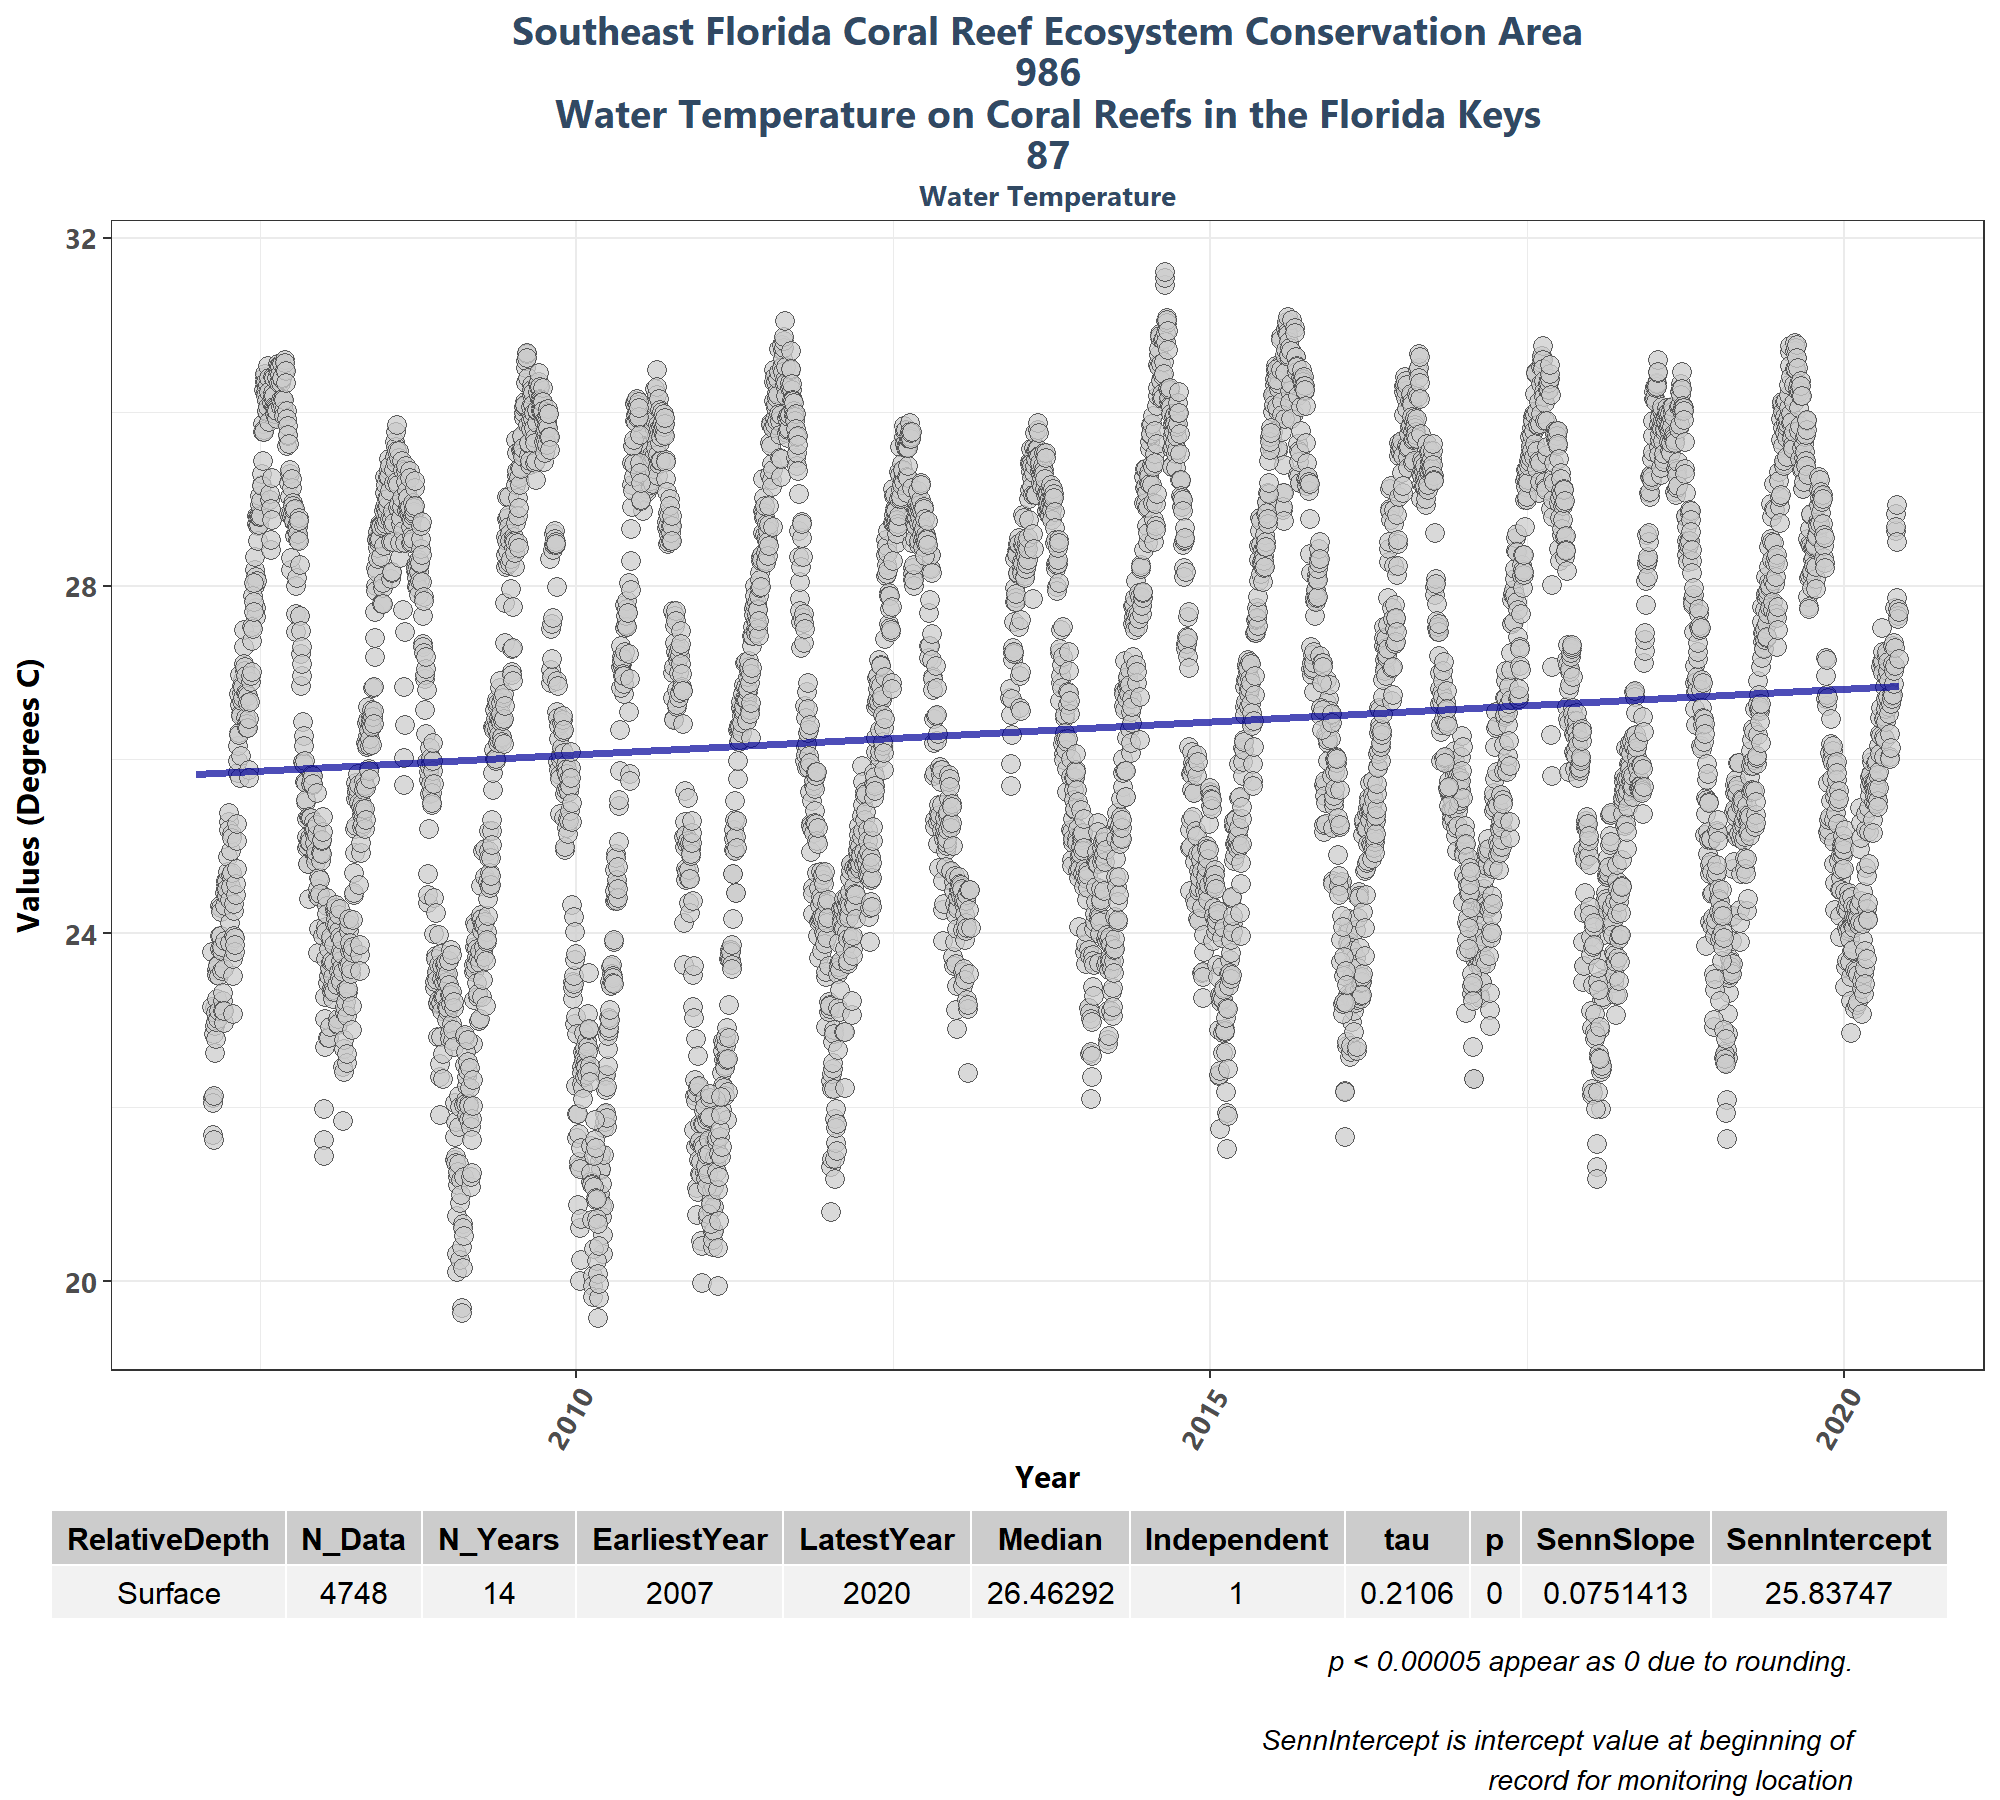 Southeast Florida Coral Reef Ecosystem Conservation Area
986
Water Temperature on Coral Reefs in the Florida Keys
87
Water Temperature
32
28
24
20
Values (Degrees C)
2010
2015
2020
Year
RelativeDepth N_Data N_Years EarliestYear LatestYear Median Independent tau p SennSlope SennIntercept
Surface 4748 14 2007 2020 26.46292 1 0.2106 0 0.0751413 25.83747
p < 0.00005 appear as 0 due to rounding.
SennIntercept is intercept value at beginning of
record for monitoring location